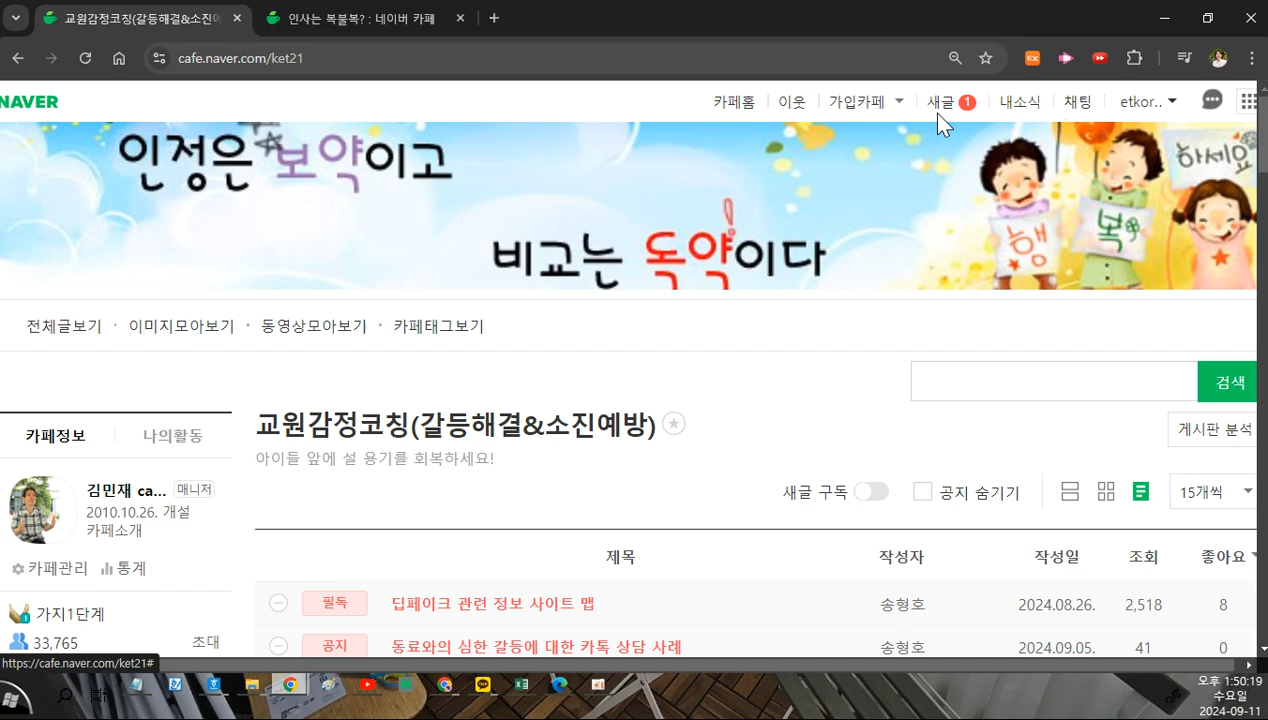 교원감정코칭(갈등해결&소진예
인사는 복불복? : 네이버 카페
cafe.naver.com/ket21
NAVER
카페홈 이웃 가입카페 새글 1 내소식 채팅 etkor..
인정은 보약이고
비교는 독약!이다
행
복
하세요
전체글보기 · 이미지모아보기 · 동영상모아보기 · 카페태그보기
검색
카페정보 나의활동
교원감정코칭(갈등해결&소진예방)
아이들 앞에 설 용기를 회복하세요!
게시판 분석
김민재 ca... 매니저
2010.10.26. 개설
카페소개
새글 구독 공지 숨기기 15개씩
카페관리 통계
제목 작성자 작성일 조회 좋아요
가지1단계
33,765 초대
필독 딥페이크 관련 정보 사이트 맵 송형호 2024.08.26. 2,518 8
공지 동료와의 심한 갈등에 대한 카톡 상담 사례 송형호 2024.09.05. 41 0
https://cafe.naver.com/ket21#
오후 1:50:19
수요일
2024-09-11